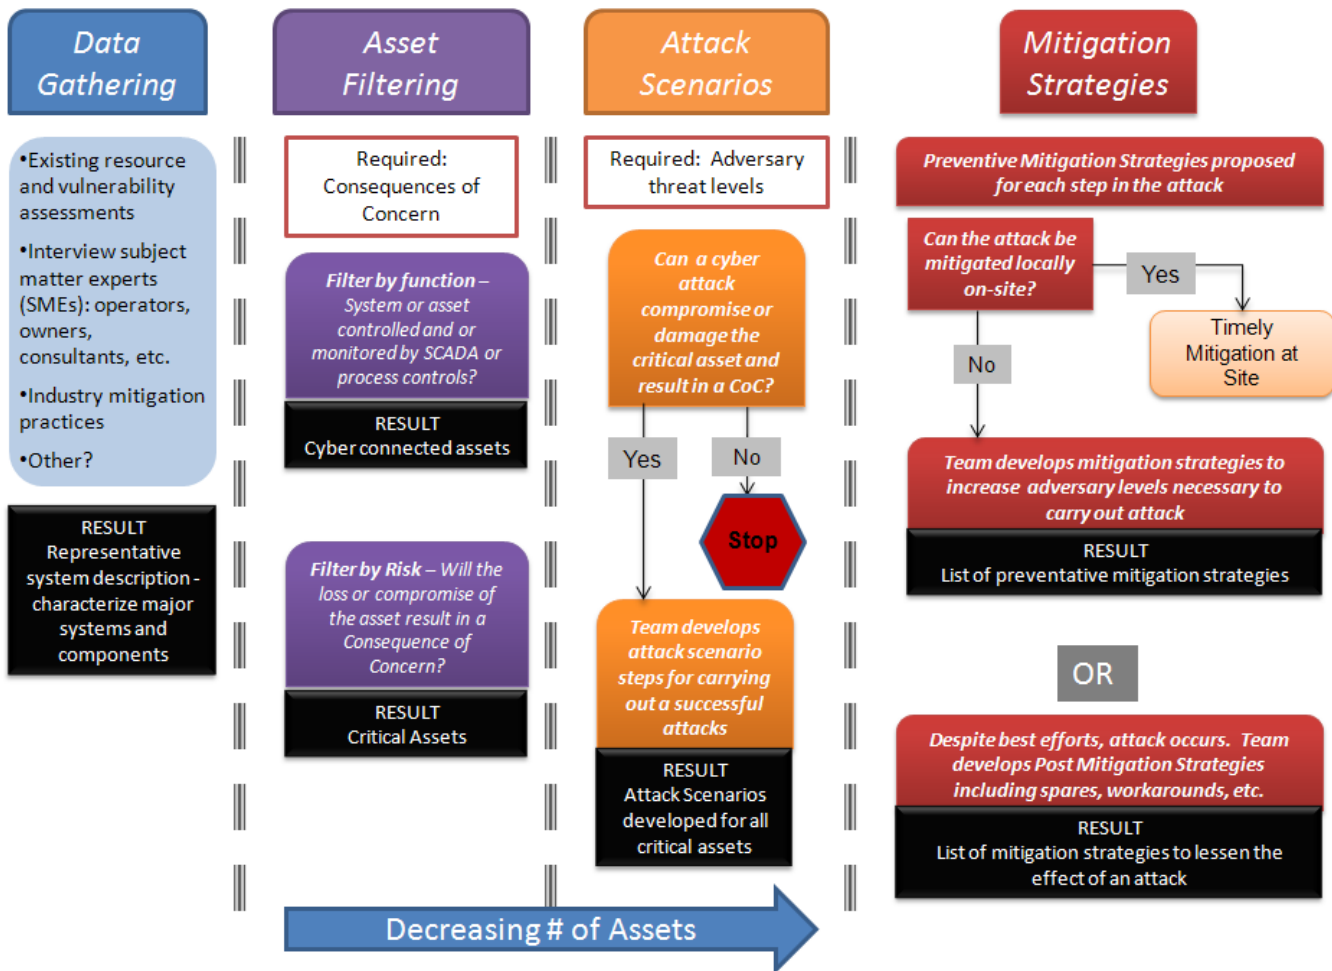 Data
Gathering
•Existing resource
and vulnerability
assessments
•Interview subject
matter experts
(SMEs): operators,
owners,
consultants, etc.
•Industry mitigation
practices
•Other?
RESULT
Representative
system description -
characterize major
systems and
components
Asset
Filtering
Required:
Consequences of
Concern
Filter by function –
System or asset
controlled and or
monitored by SCADA or
process controls?
RESULT
Cyber connected assets
Filter by Risk – Will the
loss or compromise of
the asset result in a
Consequence of
Concern?
RESULT
Critical Assets
Attack
Scenarios
Required: Adversary
threat levels
Can a cyber
attack
compromise or
damage the
critical asset and
result in a CoC?
Yes
No
Stop
Team develops
attack scenario
steps for carrying
out a successful
attacks
RESULT
Attack Scenarios
developed for all
critical assets
Decreasing # of Assets
Mitigation
Strategies
Preventive Mitigation Strategies proposed
for each step in the attack
Can the attack be
mitigated locally
on-site?
Yes
Timely
Mitigation at
Site
No
Team develops mitigation strategies to
increase adversary levels necessary to
carry out attack
RESULT
List of preventative mitigation strategies
OR
Despite best efforts, attack occurs. Team
develops Post Mitigation Strategies
including spares, workarounds, etc.
RESULT
List of mitigation strategies to lessen the
effect of an attack